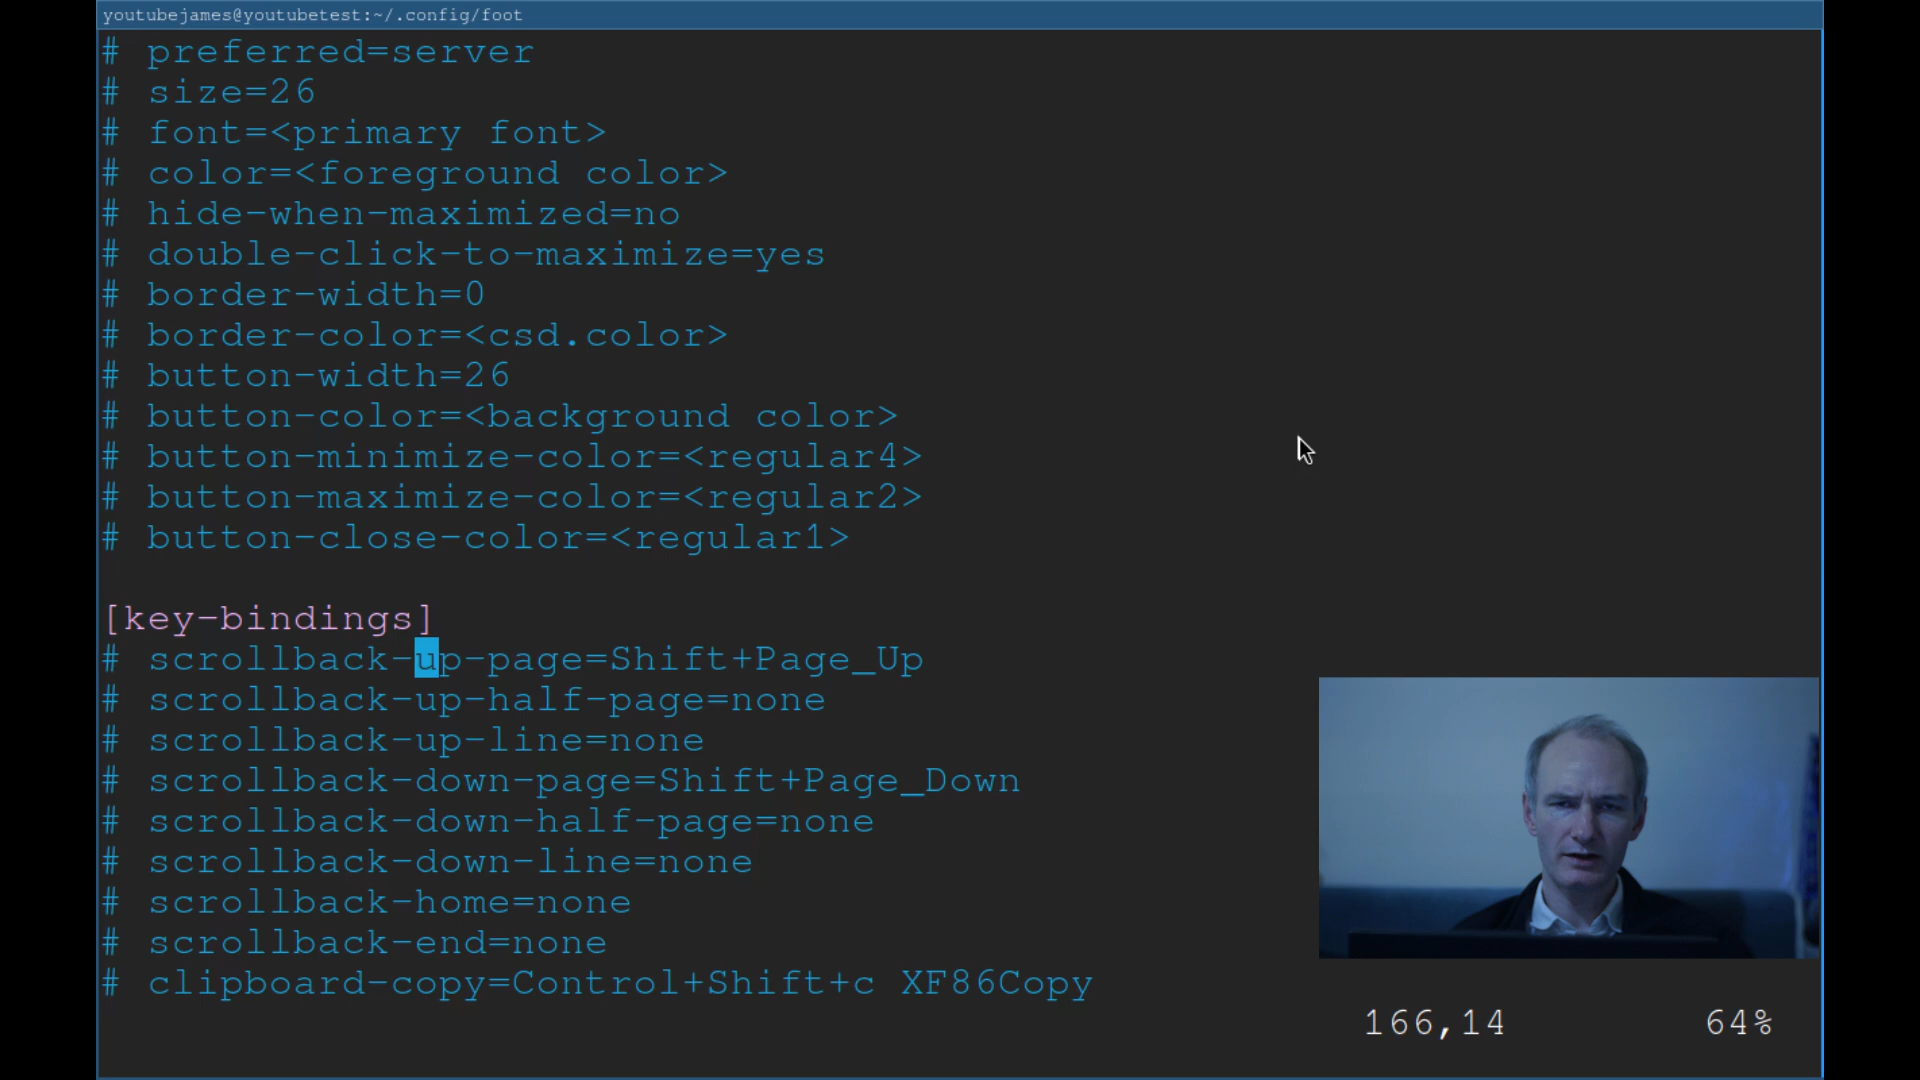 youtubejames@youtubetest:~/.config/foot
# preferred=server
# size=26
# font=<primary font>
# color=<foreground color>
# hide-when-maximized=no
# double-click-to-maximize=yes
# border-width=0
# border-color=<csd.color>
# button-width=26
# button-color=<background color>
# button-minimize-color=<regular4>
# button-maximize-color=<regular2>
# button-close-color=<regular1>
[key-bindings]
# scrollback-up-page=Shift+Page_Up
# scrollback-up-half-page=none
# scrollback-up-line=none
# scrollback-down-page=Shift+Page_Down
# scrollback-down-half-page=none
# scrollback-down-line=none
# scrollback-home=none
# scrollback-end=none
# clipboard-copy=Control+Shift+c XF86Copy
166,14 64%